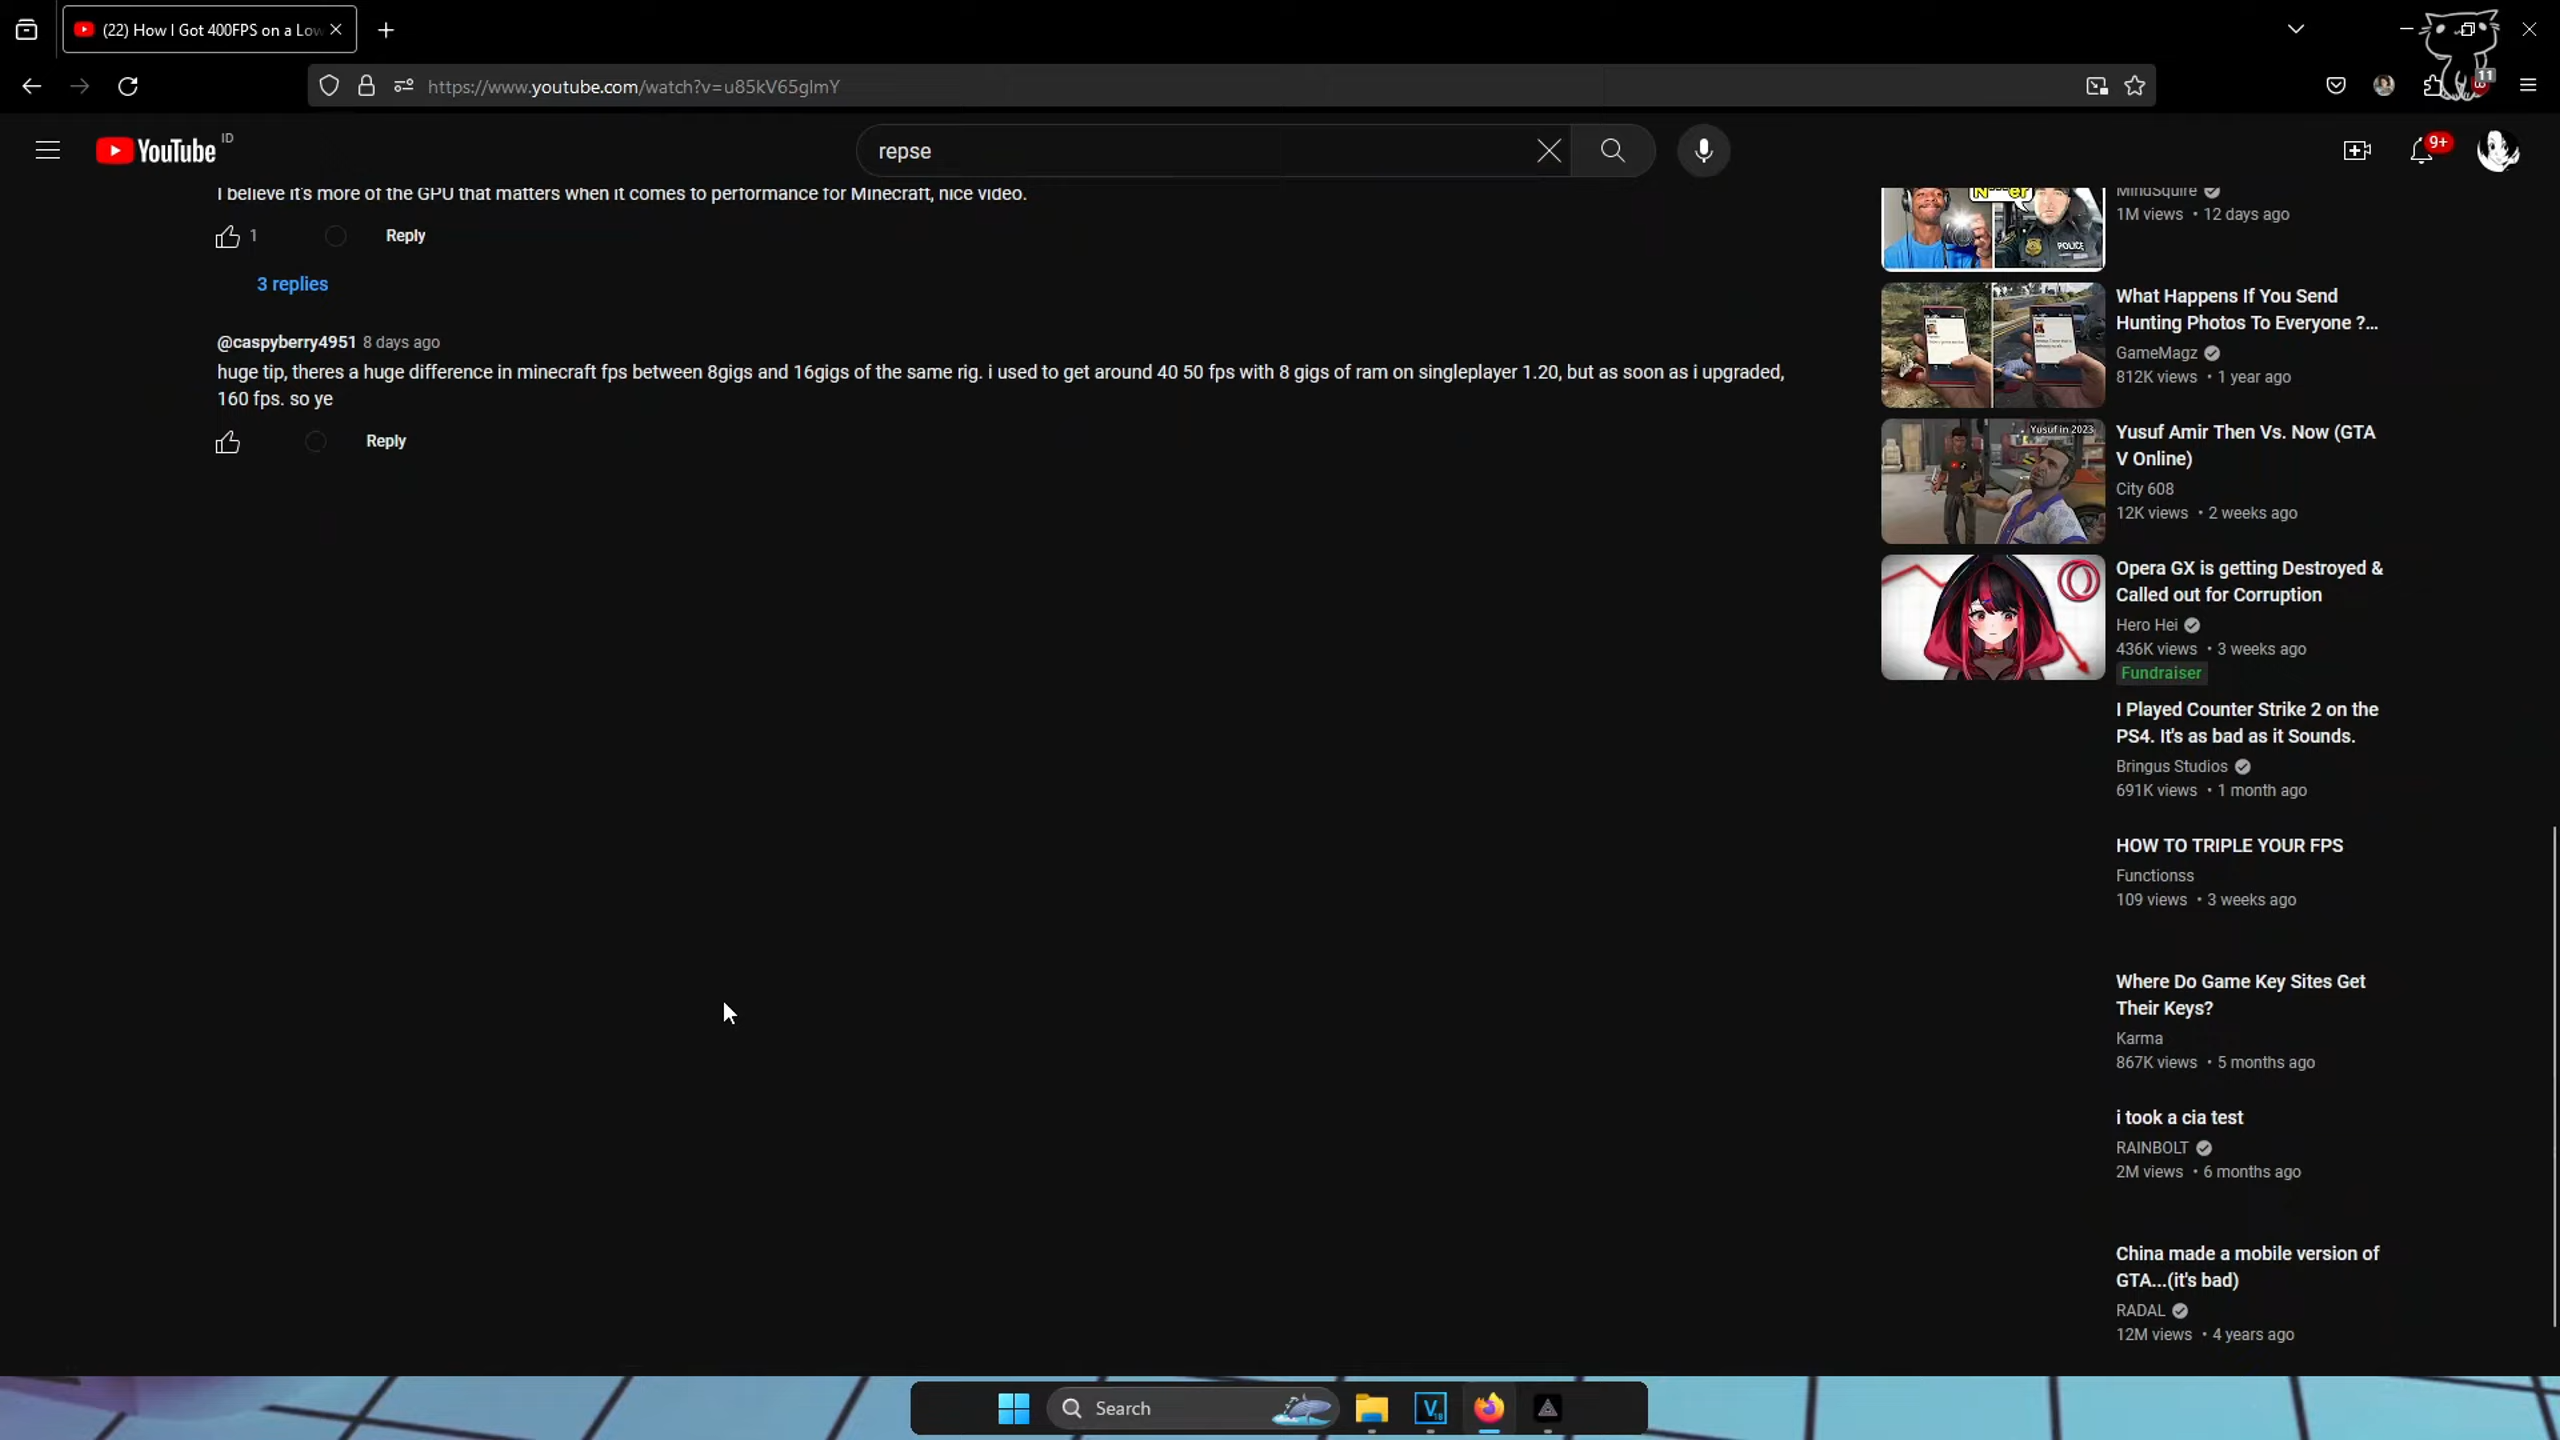 (22) How I Got 400FPS on a Low
https://www.youtube.com/watch?v=u85kV65glmY
11
YouTube ID
repse
9+
I believe it's more of the GPU that matters when it comes to performance for Minecraft, nice video.
1
Reply
3 replies
@caspyberry4951 8 days ago
huge tip, theres a huge difference in minecraft fps between 8gigs and 16gigs of the same rig. i used to get around 40 50 fps with 8 gigs of ram on singleplayer 1.20, but as soon as i upgraded,
160 fps. so ye
Reply
POLICE
MindSquire
1M views • 12 days ago
What Happens If You Send
Hunting Photos To Everyone ?...
GameMagz
812K views • 1 year ago
Yusuf in 2023
Yusuf Amir Then Vs. Now (GTA
V Online)
City 608
12K views • 2 weeks ago
Opera GX is getting Destroyed &
Called out for Corruption
Hero Hei
436K views • 3 weeks ago
Fundraiser
I Played Counter Strike 2 on the
PS4. It's as bad as it Sounds.
Bringus Studios
691K views • 1 month ago
HOW TO TRIPLE YOUR FPS
Functionss
109 views • 3 weeks ago
Where Do Game Key Sites Get
Their Keys?
Karma
867K views • 5 months ago
i took a cia test
RAINBOLT
2M views • 6 months ago
China made a mobile version of
GTA...(it's bad)
RADAL
12M views • 4 years ago
Search